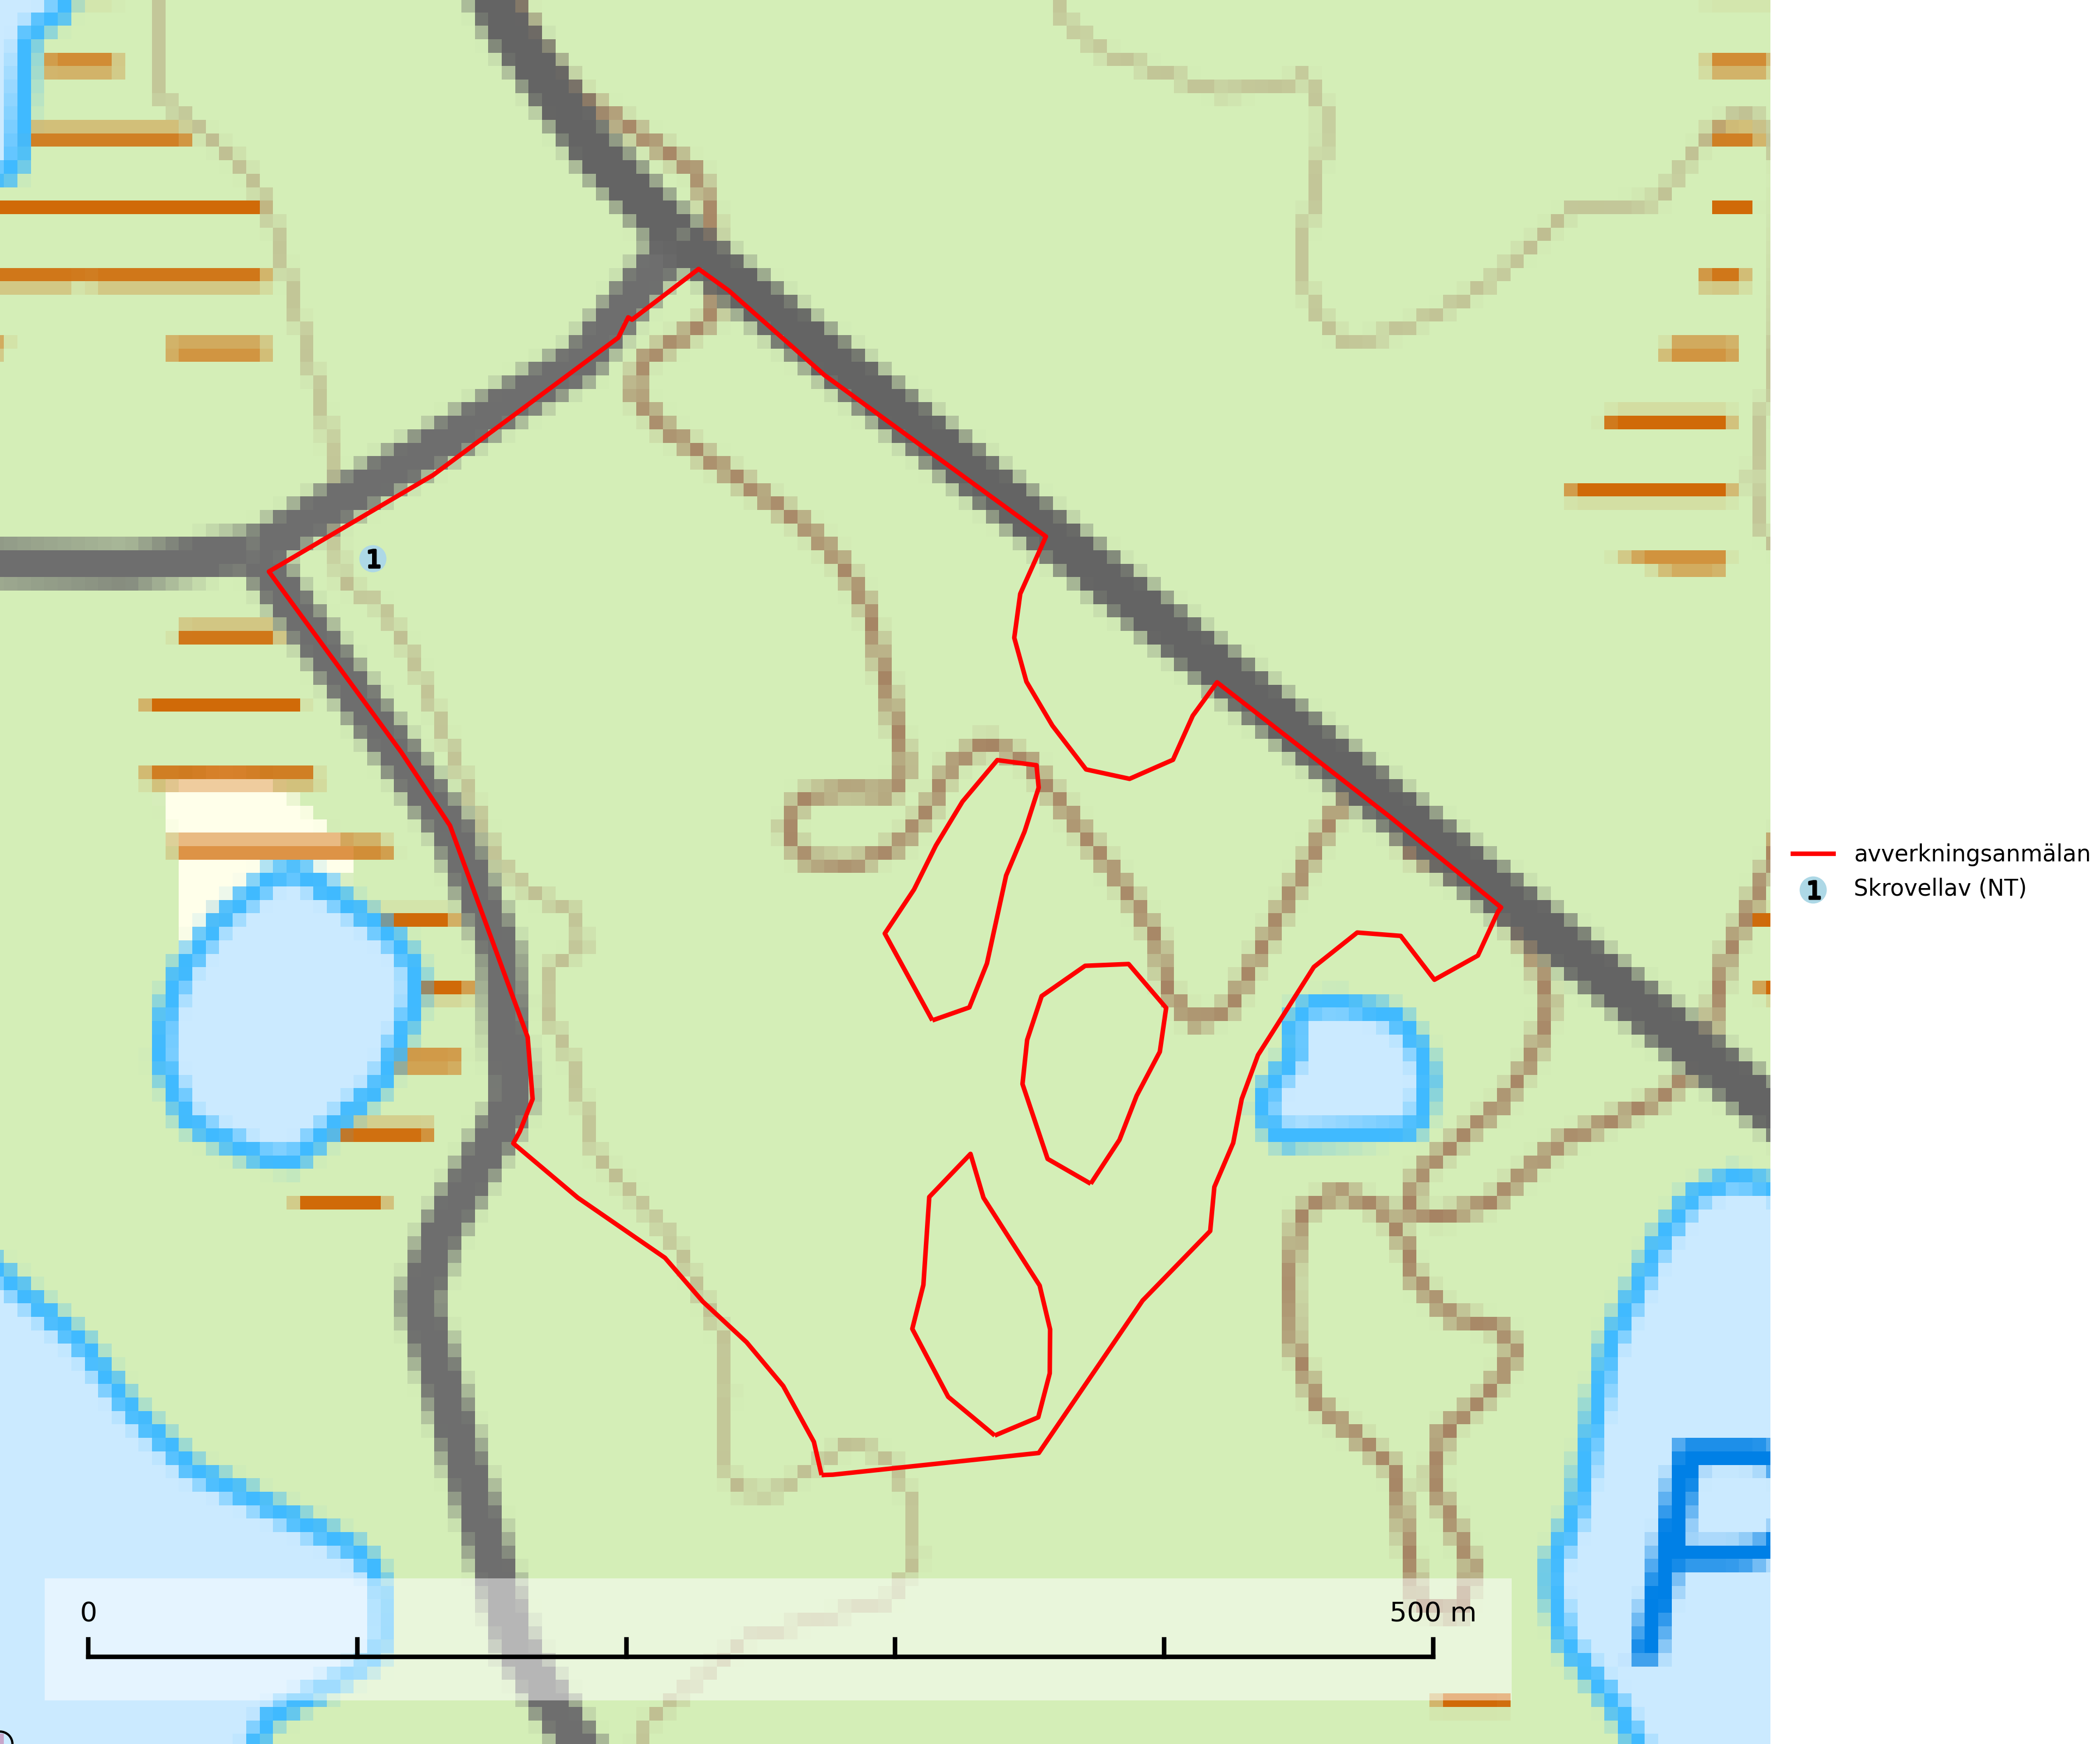 1
avverkningsanmälan
1 Skrovellav (NT)
0 500 m